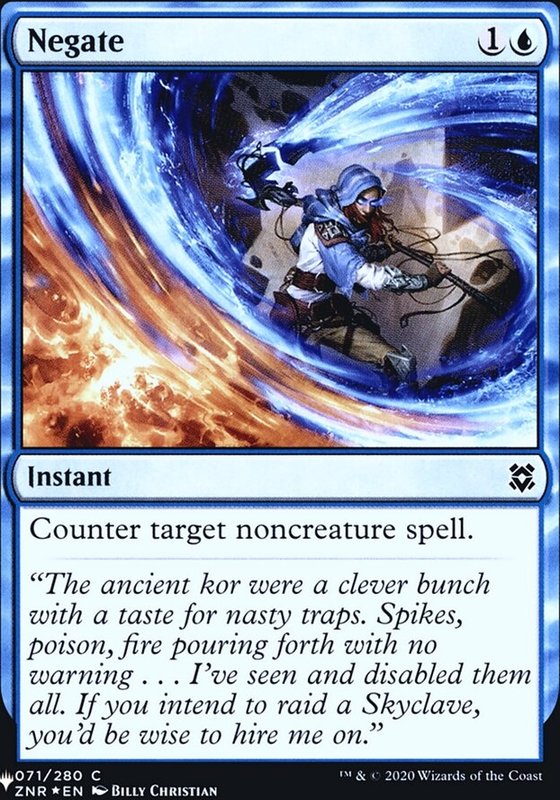 Negate 1
Instant
Counter target noncreature spell.
“The ancient kor were a clever bunch
with a taste for nasty traps. Spikes,
poison, fire pouring forth with no
warning . . . I’ve seen and disabled them
all. If you intend to raid a Skyclave,
you’d be wise to hire me on.”
071/280 C
ZNR ★ EN Billy Christian
™ & © 2020 Wizards of the Coast